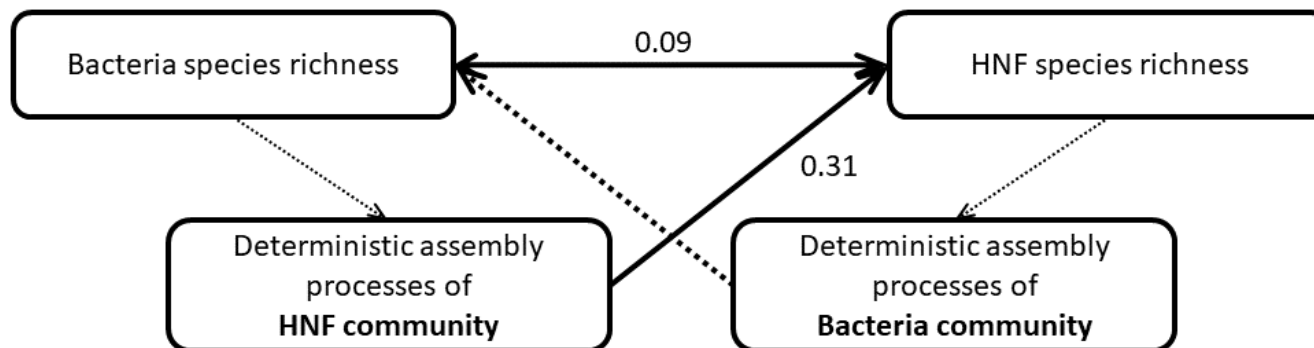 Bacteria species richness
0.09
HNF species richness
0.31
Deterministic assembly
processes of
HNF community
Deterministic assembly
processes of
Bacteria community